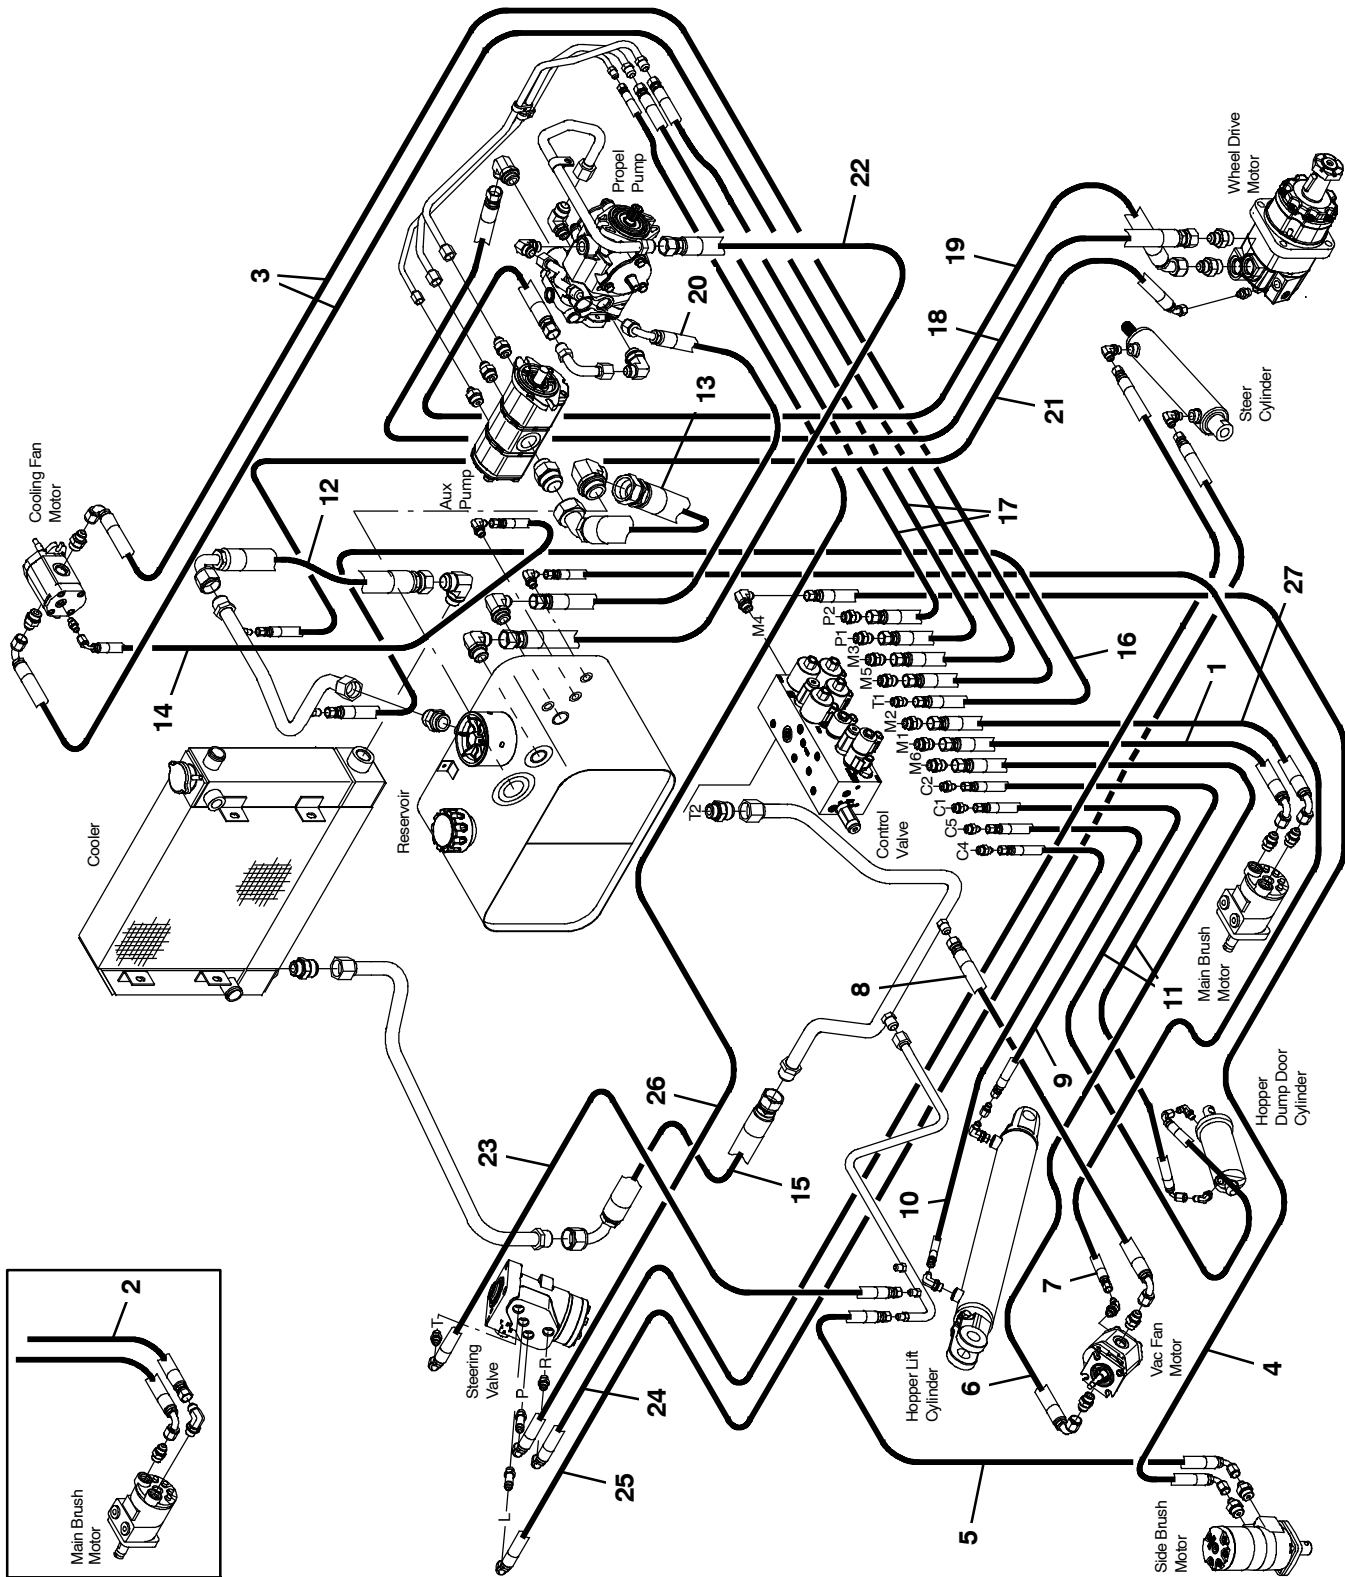 Cooling Fan
Motor
3
Propel
Pump
22
19
Wheel Drive
Motor
20
18
13
21
Steer
Cylinder
12
Aux
Pump
17
14
M4
P2
P1
M3
M5
T1
M2
M1
M6
C2
C1
C5
C4
27
16
1
Cooler
Reservoir
T2
Control
Valve
8
Main Brush
Motor
11
9
26
23
15
10
Hopper
Dump Door
Cylinder
T
Steering
Valve
R
P
L
24
25
Hopper Lift
Cylinder
7
6
Vac Fan
Motor
4
5
Side Brush
Motor
2
Main Brush
Motor